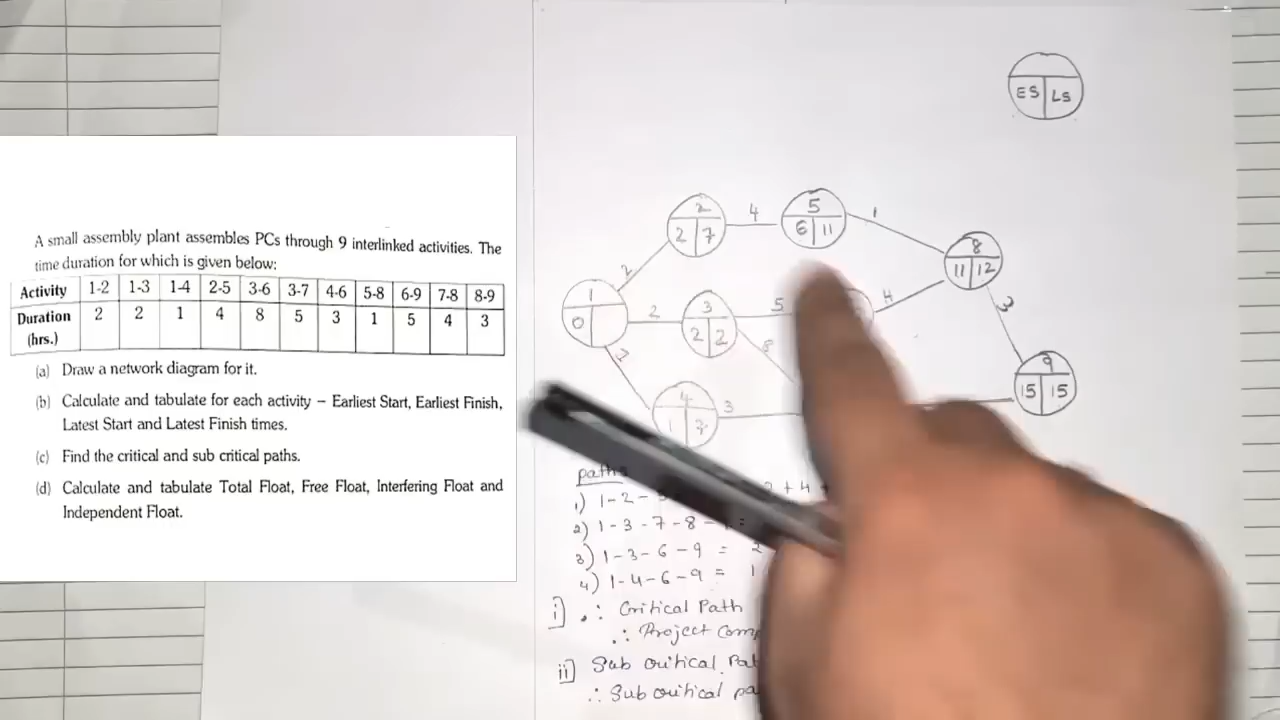 A small assembly plant assembles PCs through 9 interlinked activities. The
time duration for which is given below:
Activity 1-2 1-3 1-4 2-5 3-6 3-7 4-6 5-8 6-9 7-8 8-9
Duration (hrs.) 2 2 1 4 8 5 3 1 5 4 3
(a) Draw a network diagram for it.
(b) Calculate and tabulate for each activity – Earliest Start, Earliest Finish,
Latest Start and Latest Finish times.
(c) Find the critical and sub critical paths.
(d) Calculate and tabulate Total Float, Free Float, Interfering Float and
Independent Float.
ES LS
2
2 7
4
5
6 11
1
8
11 12
2
1
0
2
3
2 2
5
4
8
3
9
15 15
4
1
3
paths
1) 1-2-
2 + 4
2) 1-3-7-8-
3) 1-3-6-9 = 2
4) 1-4-6-9 = 1
i] ∴ Critical Path
∴ Project Com
ii] Sub critical Pa
∴ Sub critical pa